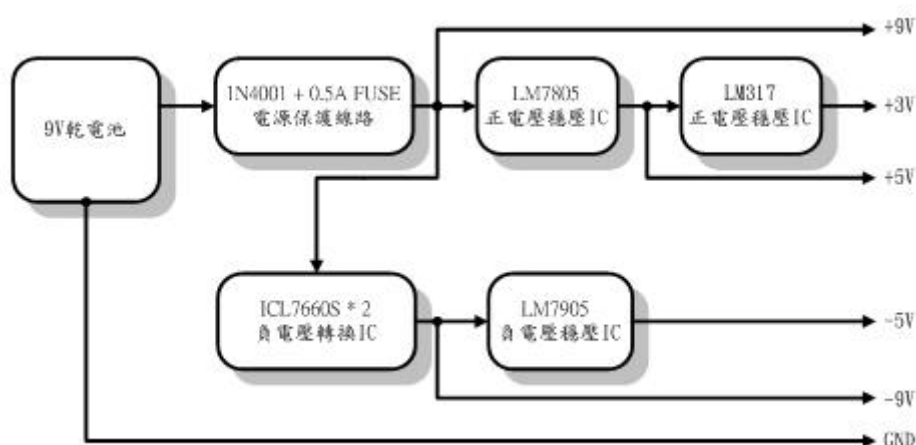 +9V
9V乾電池
1N4001 + 0.5A FUSE
電源保護線路
LM7805
正電壓穩壓IC
LM317
正電壓穩壓IC
+3V
+5V
ICL7660S * 2
負電壓轉換IC
LM7905
負電壓穩壓IC
-5V
-9V
GND